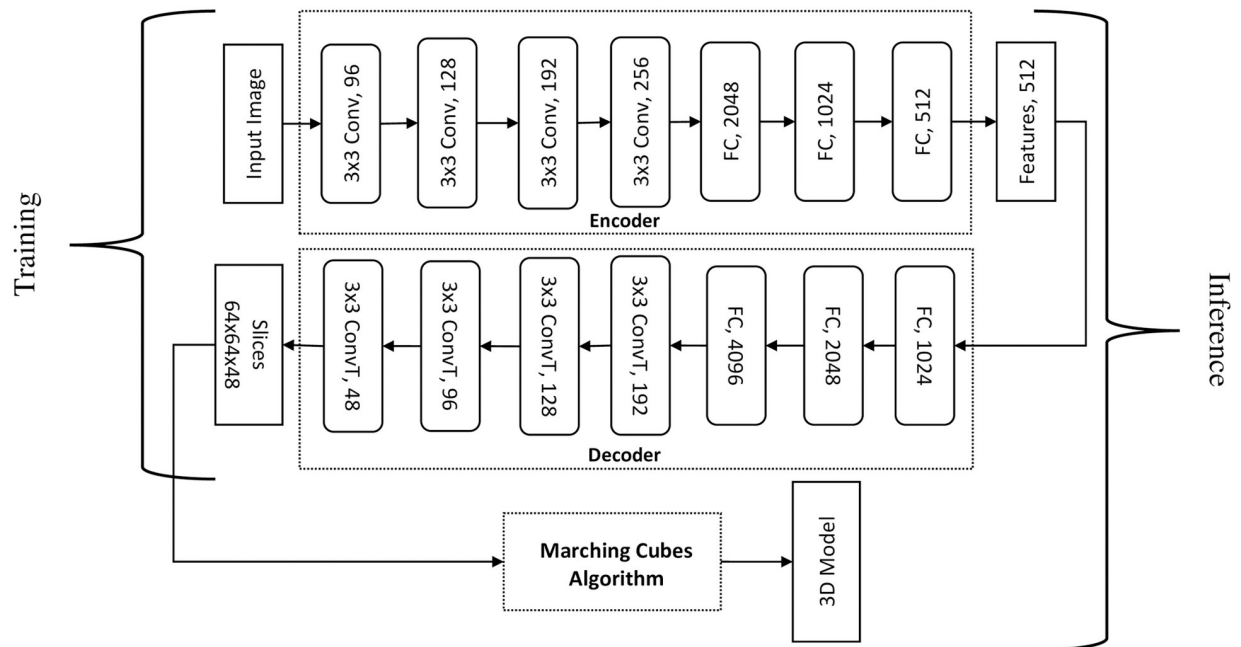 Training
Input Image
3x3 Conv, 96
3x3 Conv, 128
3x3 Conv, 192
3x3 Conv, 256
FC, 2048
FC, 1024
FC, 512
Features, 512
Encoder
Inference
FC, 1024
FC, 2048
FC, 4096
3x3 ConvT, 192
3x3 ConvT, 128
3x3 ConvT, 96
3x3 ConvT, 48
Slices
64x64x48
Decoder
Marching Cubes
Algorithm
3D Model